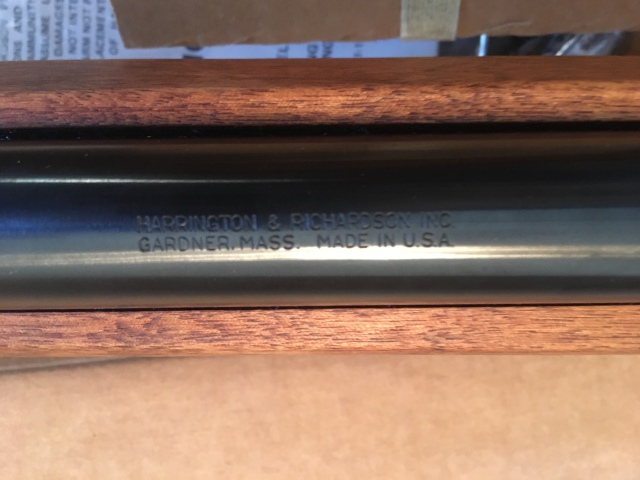 HARRINGTON & RICHARDSON, INC.
GARDNER, MASS. MADE IN U.S.A.